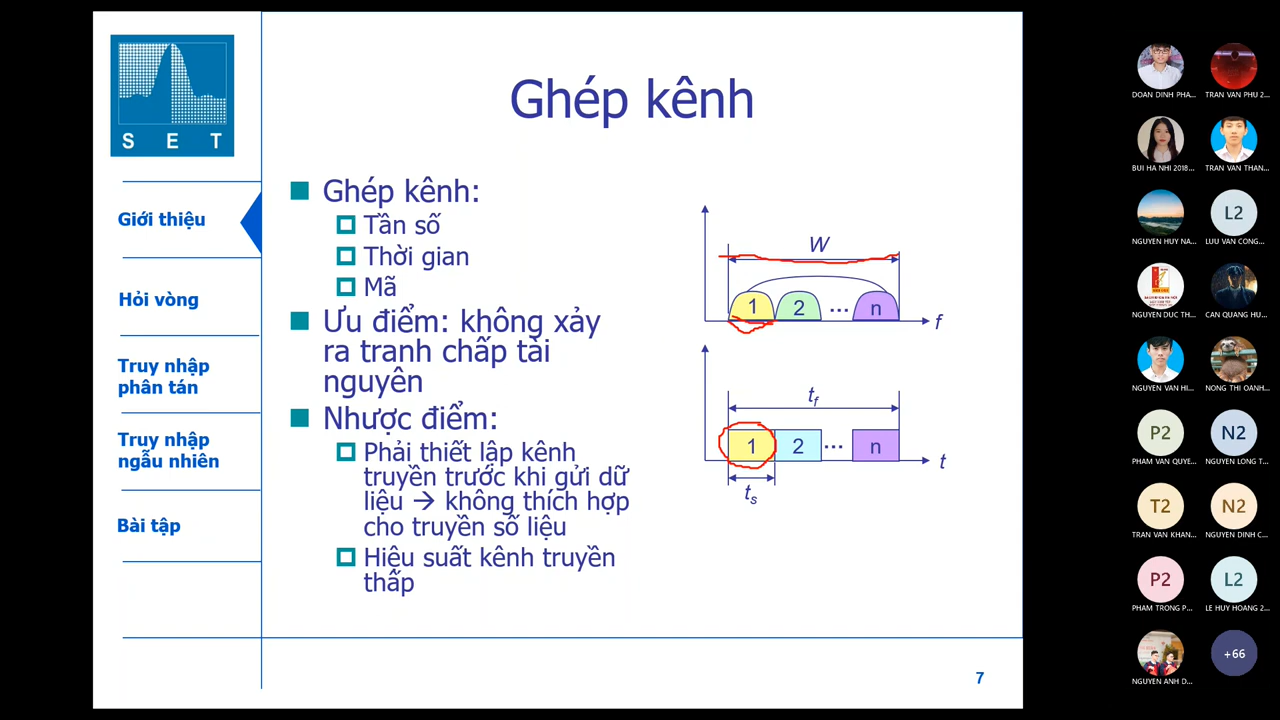 S E T
Ghép kênh
Giới thiệu
Hỏi vòng
Truy nhập
phân tán
Truy nhập
ngẫu nhiên
Bài tập
Ghép kênh:
Tần số
Thời gian
Mã
Ưu điểm: không xảy
ra tranh chấp tài
nguyên
Nhược điểm:
Phải thiết lập kênh
truyền trước khi gửi dữ
liệu → không thích hợp
cho truyền số liệu
Hiệu suất kênh truyền
thấp
W
1 2 ... n
f
t_f
1 2 ... n
t
t_s
7
DOAN DINH PHA...
TRAN VAN PHU 2...
BUI HA NHI 2018...
TRAN VAN THAN...
NGUYEN HUY NA...
L2
LUU VAN CONG...
NGUYEN DUC TH...
CAN QUANG HU...
NGUYEN VAN HI...
NONG THI OANH...
P2
PHAM VAN QUYE...
N2
NGUYEN LONG T...
T2
TRAN VAN KHAN...
N2
NGUYEN DINH C...
P2
PHAM TRONG P...
L2
LE HUY HOANG 2...
NGUYEN ANH D...
+66